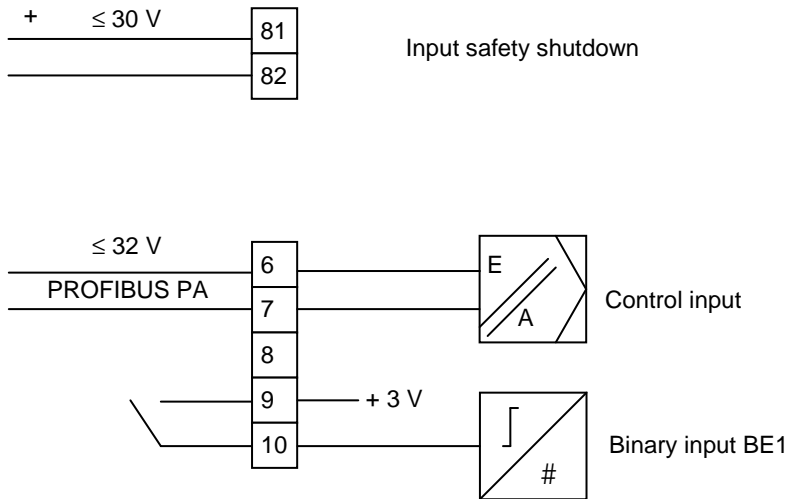 + ≤ 30 V
81
Input safety shutdown
82
≤ 32 V
6
E
PROFIBUS PA
7
A
Control input
8
9
+ 3 V
10
Binary input BE1
#